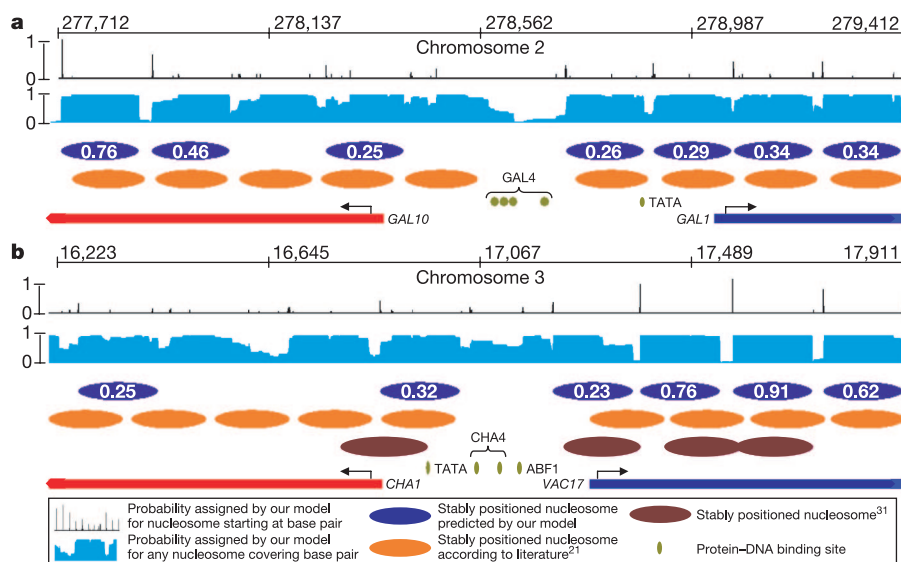 a
277,712 278,137 278,562 278,987 279,412
Chromosome 2
1
0
1
0
0.76 0.46 0.25 0.26 0.29 0.34 0.34
GAL4
TATA
GAL10 GAL1
b
16,223 16,645 17,067 17,489 17,911
Chromosome 3
1
0
1
0
0.25 0.32 0.23 0.76 0.91 0.62
CHA4
TATA ABF1
CHA1 VAC17
Probability assigned by our model
for nucleosome starting at base pair
Probability assigned by our model
for any nucleosome covering base pair
Stably positioned nucleosome
predicted by our model
Stably positioned nucleosome
according to literature21
Stably positioned nucleosome31
Protein–DNA binding site